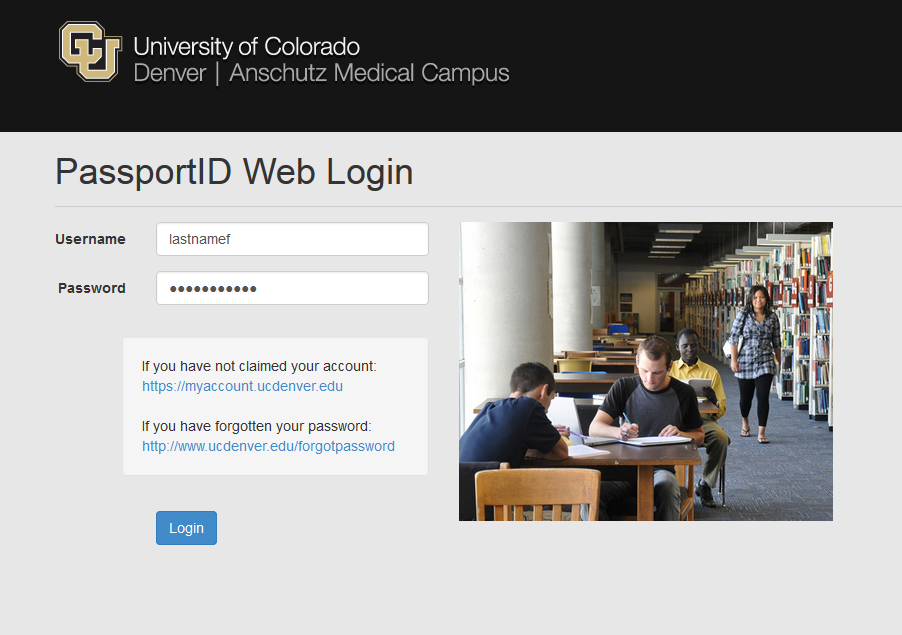 CU
University of Colorado
Denver | Anschutz Medical Campus
PassportID Web Login
Username
lastnamef
Password
•••••••••••
If you have not claimed your account:
https://myaccount.ucdenver.edu
If you have forgotten your password:
http://www.ucdenver.edu/forgotpassword
Login